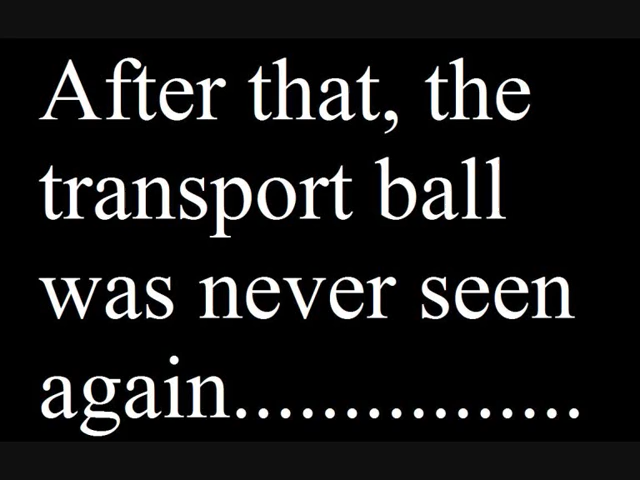 After that, the
transport ball
was never seen
again................